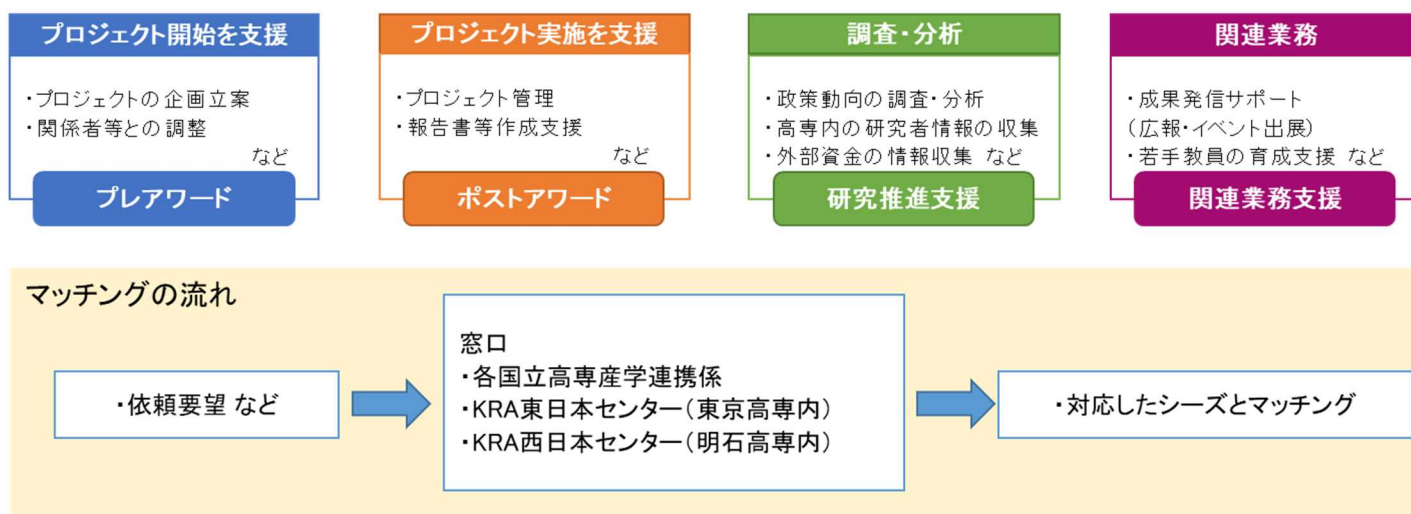 プロジェクト開始を支援
・プロジェクトの企画立案
・関係者等との調整
など
プレアワード
プロジェクト実施を支援
・プロジェクト管理
・報告書等作成支援
など
ポストアワード
調査・分析
・政策動向の調査・分析
・高専内の研究者情報の収集
・外部資金の情報収集 など
研究推進支援
関連業務
・成果発信サポート
（広報・イベント出展）
・若手教員の育成支援 など
関連業務支援
マッチングの流れ
・依頼要望 など
窓口
・各国立高専産学連携係
・KRA東日本センター（東京高専内）
・KRA西日本センター（明石高専内）
・対応したシーズとマッチング